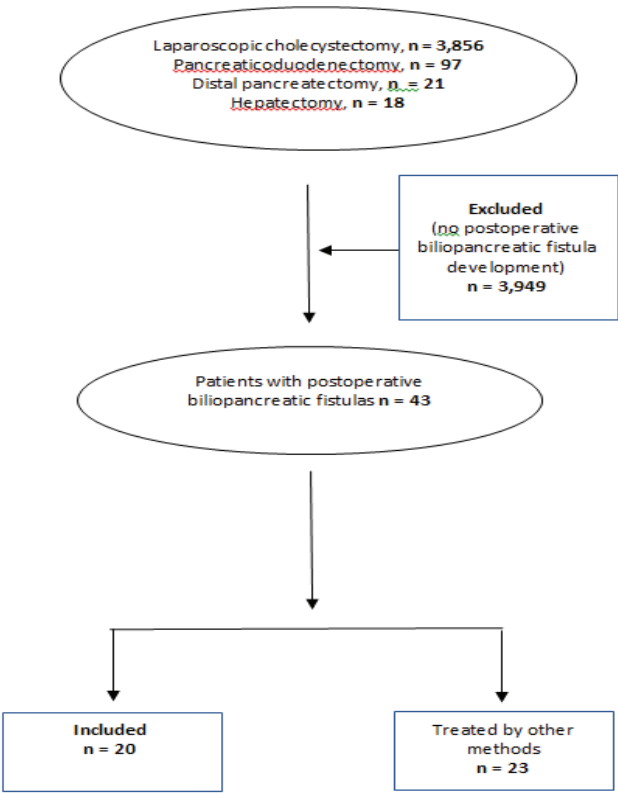 Laparoscopic cholecystectomy, n = 3,856
Pancreaticoduodenectomy, n = 97
Distal pancreatectomy, n = 21
Hepatectomy, n = 18
Excluded
(no postoperative
biliopancreatic fistula
development)
n = 3,949
Patients with postoperative
biliopancreatic fistulas n = 43
Included
n = 20
Treated by other
methods
n = 23